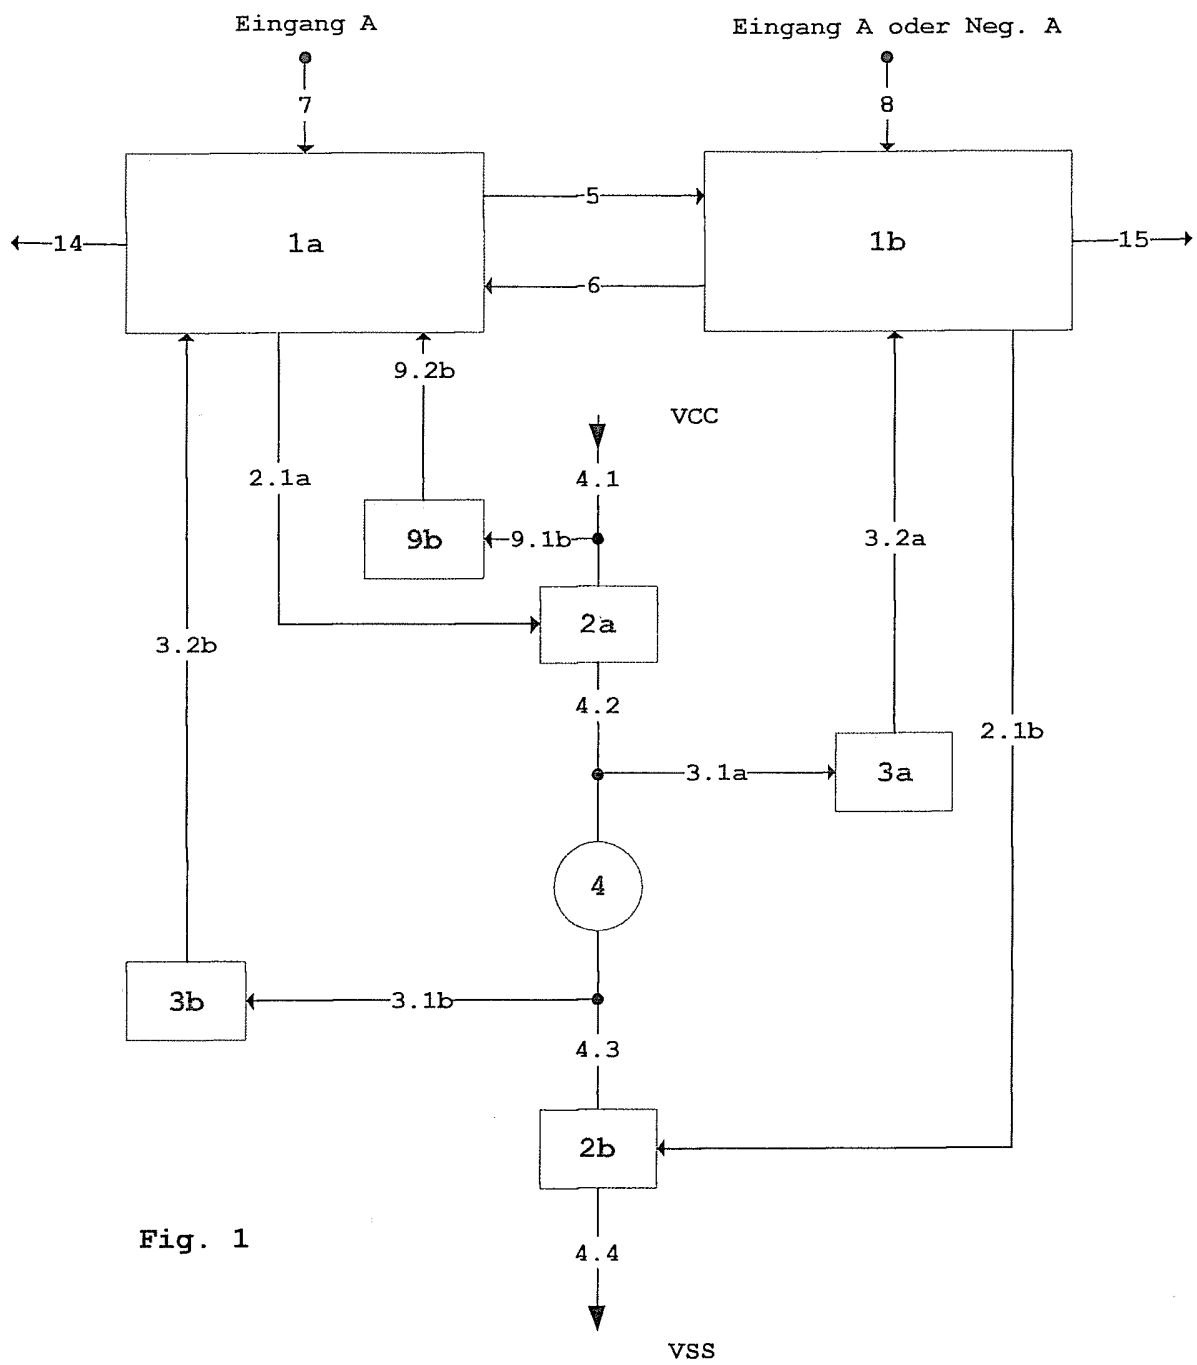 Eingang A
Eingang A oder Neg. A
7
8
5
14
1a
1b
15
6
9.2b
VCC
2.1a
4.1
9b
9.1b
3.2a
2a
3.2b
4.2
2.1b
3.1a
3a
4
3b
3.1b
4.3
2b
Fig. 1
4.4
VSS